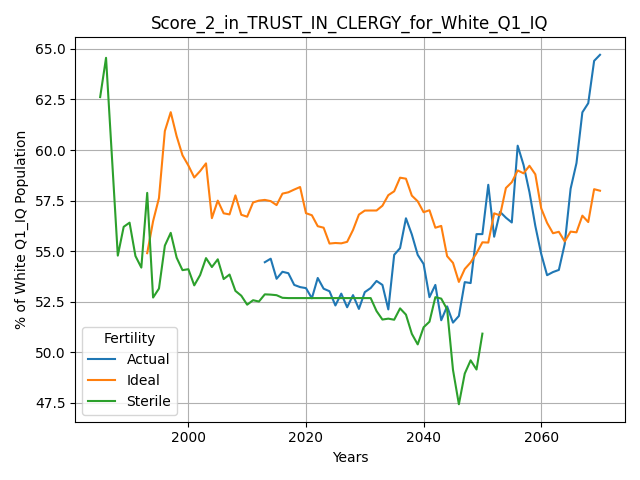 Score_2_in_TRUST_IN_CLERGY_for_White_Q1_IQ
% of White Q1_IQ Population
65.0
62.5
60.0
57.5
55.0
52.5
50.0
47.5
Fertility
Actual
Ideal
Sterile
2000 2020 2040 2060
Years